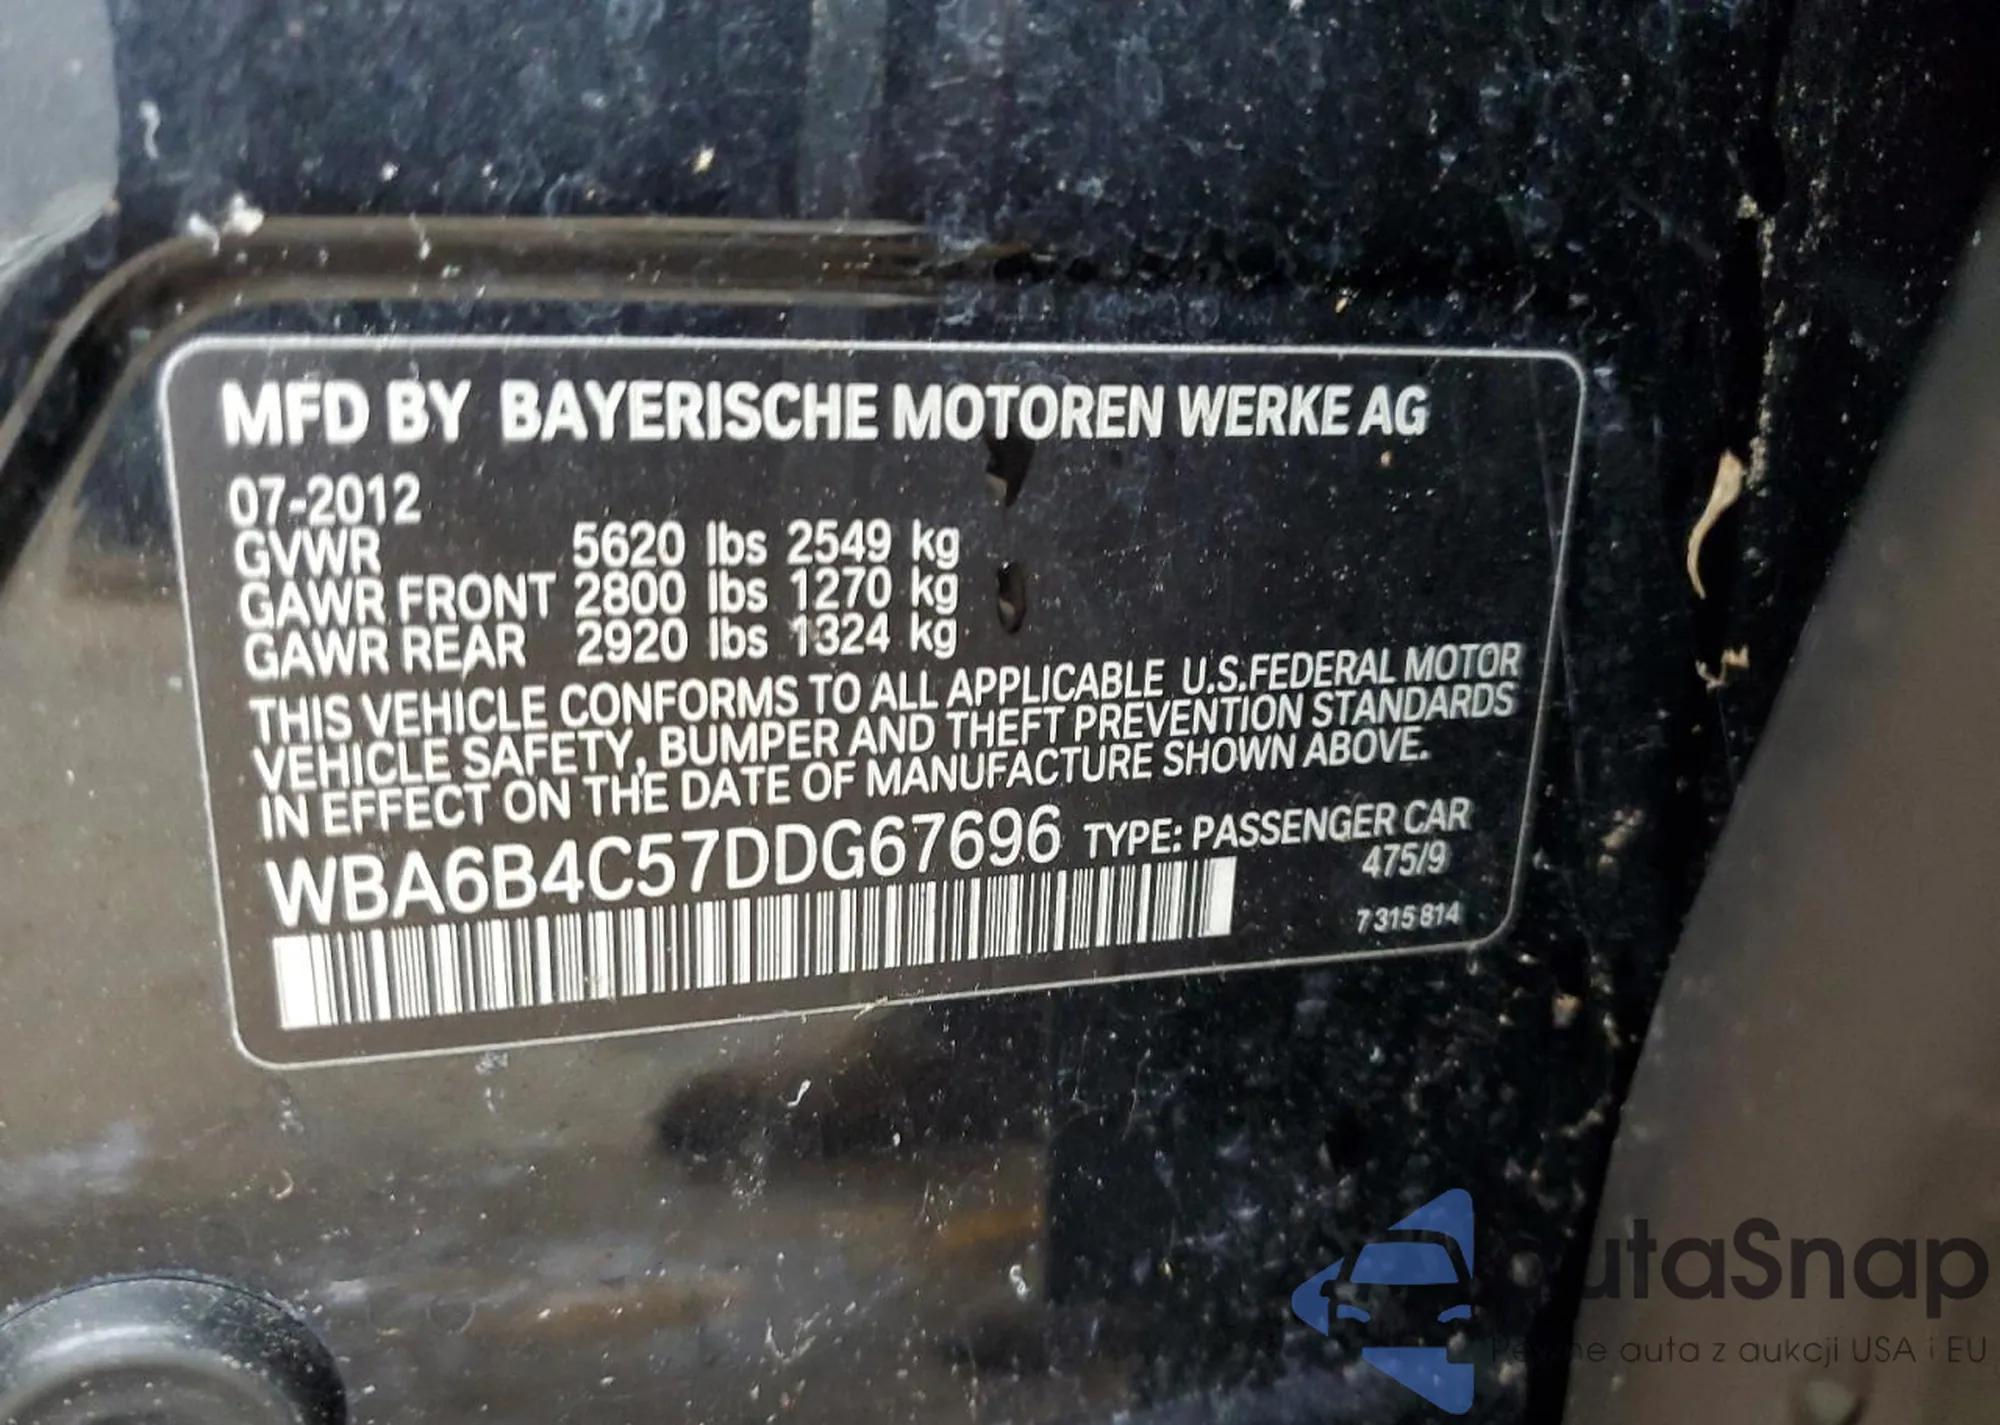 MFD BY BAYERISCHE MOTOREN WERKE AG
07-2012
GVWR 5620 lbs 2549 kg
GAWR FRONT 2800 lbs 1270 kg
GAWR REAR 2920 lbs 1324 kg
THIS VEHICLE CONFORMS TO ALL APPLICABLE U.S.FEDERAL MOTOR
VEHICLE SAFETY, BUMPER AND THEFT PREVENTION STANDARDS
IN EFFECT ON THE DATE OF MANUFACTURE SHOWN ABOVE.
WBA6B4C57DDG67696 TYPE: PASSENGER CAR
475/9
7 315 814
autaSnap
Pewne auta z aukcji USA i EU